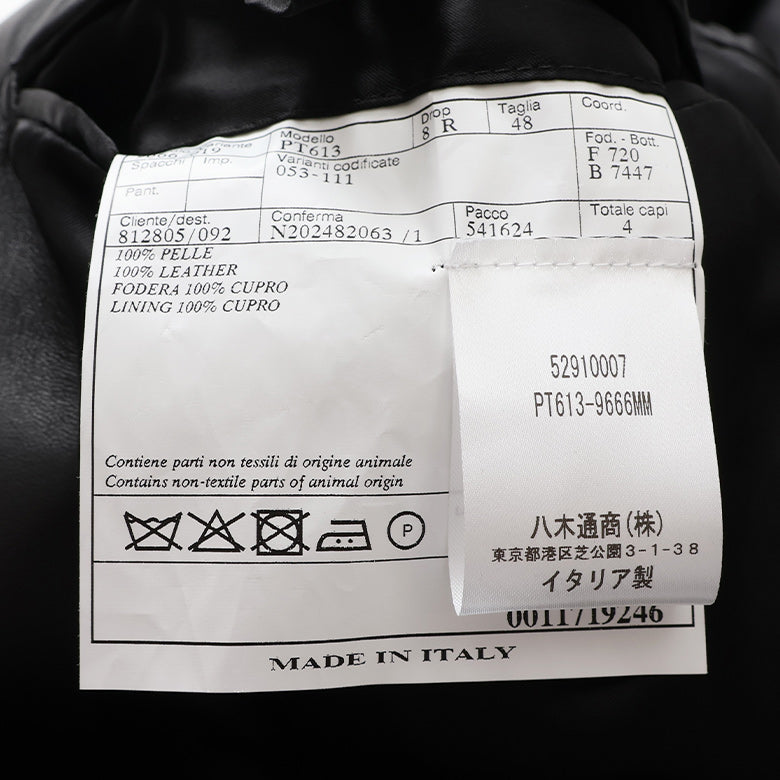 Modello Drop Taglia Coord.
PT613 8 R 48
Spacchi Imp. Varianti codificate Fod. - Bott.
053-111 F 720
Pant. B 7447
Cliente/dest. Conferma Pacco Totale capi
812805/092 N202482063 /1 541624 4
100% PELLE
100% LEATHER
FODERA 100% CUPRO
LINING 100% CUPRO
52910007
PT613-9666MM
Contiene parti non tessili di origine animale
Contains non-textile parts of animal origin
P
八木通商(株)
東京都港区芝公園3-1-38
イタリア製
0011719246
MADE IN ITALY